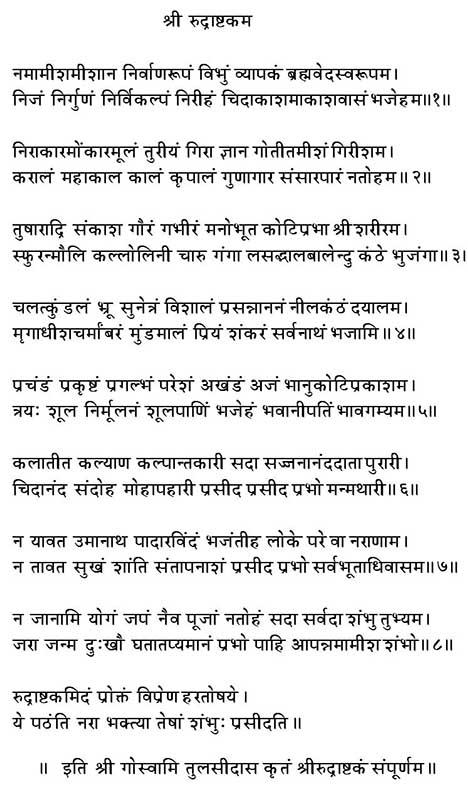 श्री रुद्राष्टकम
नमामीशमीशान निर्वाणरूपं विभुं व्यापकं ब्रह्मवेदस्वरूपम।
निजं निर्गुणं निर्विकल्पं निरीहं चिदाकाशमाकाशवासं भजेहम॥१॥
निराकारमोंकारमूलं तुरीयं गिरा ज्ञान गोतीतमीशं गिरीशम।
करालं महाकाल कालं कृपालं गुणागार संसारपारं नतोहम॥२॥
तुषाराद्रि संकाश गौरं गभीरं मनोभूत कोटिप्रभा श्री शरीरम।
स्फुरन्मौलि कल्लोलिनी चारु गंगा लसद्भालबालेन्दु कंठे भुजंगा॥३।
चलत्कुंडलं भ्रू सुनेत्रं विशालं प्रसन्नाननं नीलकंठं दयालम।
मृगाधीशचर्मांबरं मुंडमालं प्रियं शंकरं सर्वनाथं भजामि॥४॥
प्रचंडं प्रकृष्टं प्रगल्भं परेशं अखंडं अजं भानुकोटिप्रकाशम।
त्रयः शूल निर्मूलनं शूलपाणिं भजेहं भवानीपतिं भावगम्यम॥५॥
कलातीत कल्याण कल्पान्तकारी सदा सज्जनानंददाता पुरारी।
चिदानंद संदोह मोहापहारी प्रसीद प्रसीद प्रभो मन्मथारी॥६॥
न यावत उमानाथ पादारविंदं भजंतीह लोके परे वा नराणाम।
न तावत सुखं शांति संतापनाशं प्रसीद प्रभो सर्वभूताधिवासम॥७॥
न जानामि योगं जपं नैव पूजां नतोहं सदा सर्वदा शंभु तुभ्यम।
जरा जन्म दुःखौ घतातप्यमानं प्रभो पाहि आपन्नमामीश शंभो॥८॥
रुद्राष्टकमिदं प्रोक्तं विप्रेण हरतोषये।
ये पठंति नरा भक्त्या तेषां शंभुः प्रसीदति॥
॥ इति श्री गोस्वामि तुलसीदास कृतं श्रीरुद्राष्टकं संपूर्णम॥